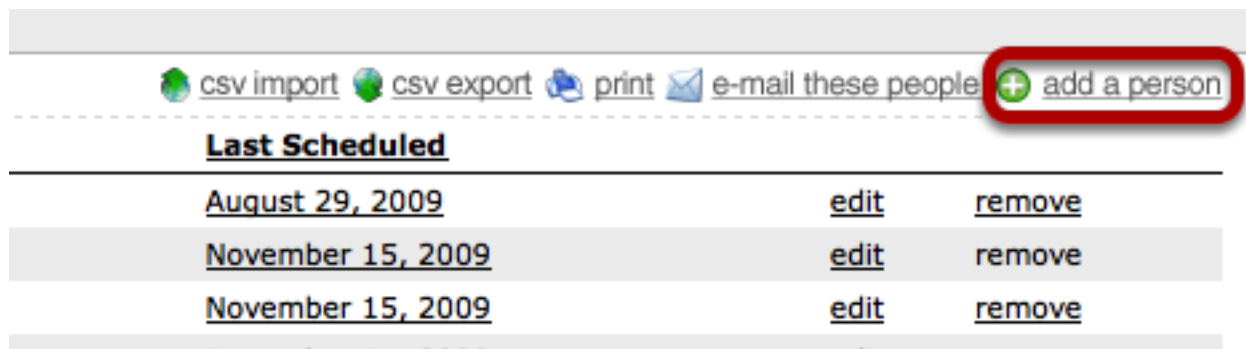 csv import csv export print e-mail these people add a person
Last Scheduled
August 29, 2009 edit remove
November 15, 2009 edit remove
November 15, 2009 edit remove